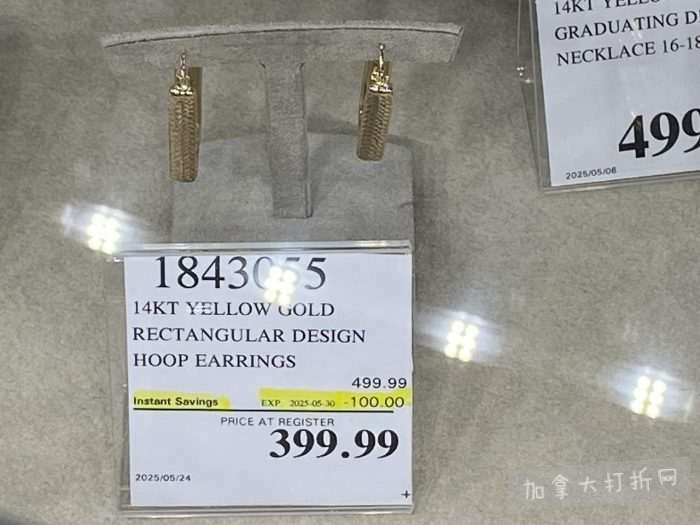 1843055
14KT YELLOW GOLD
RECTANGULAR DESIGN
HOOP EARRINGS
499.99
Instant Savings EXP. 2025-05-30 -100.00
PRICE AT REGISTER
399.99
2025/05/24
14KT
GRADUATING
NECKLACE 16-18
499
2025/05/06
加拿大打折网